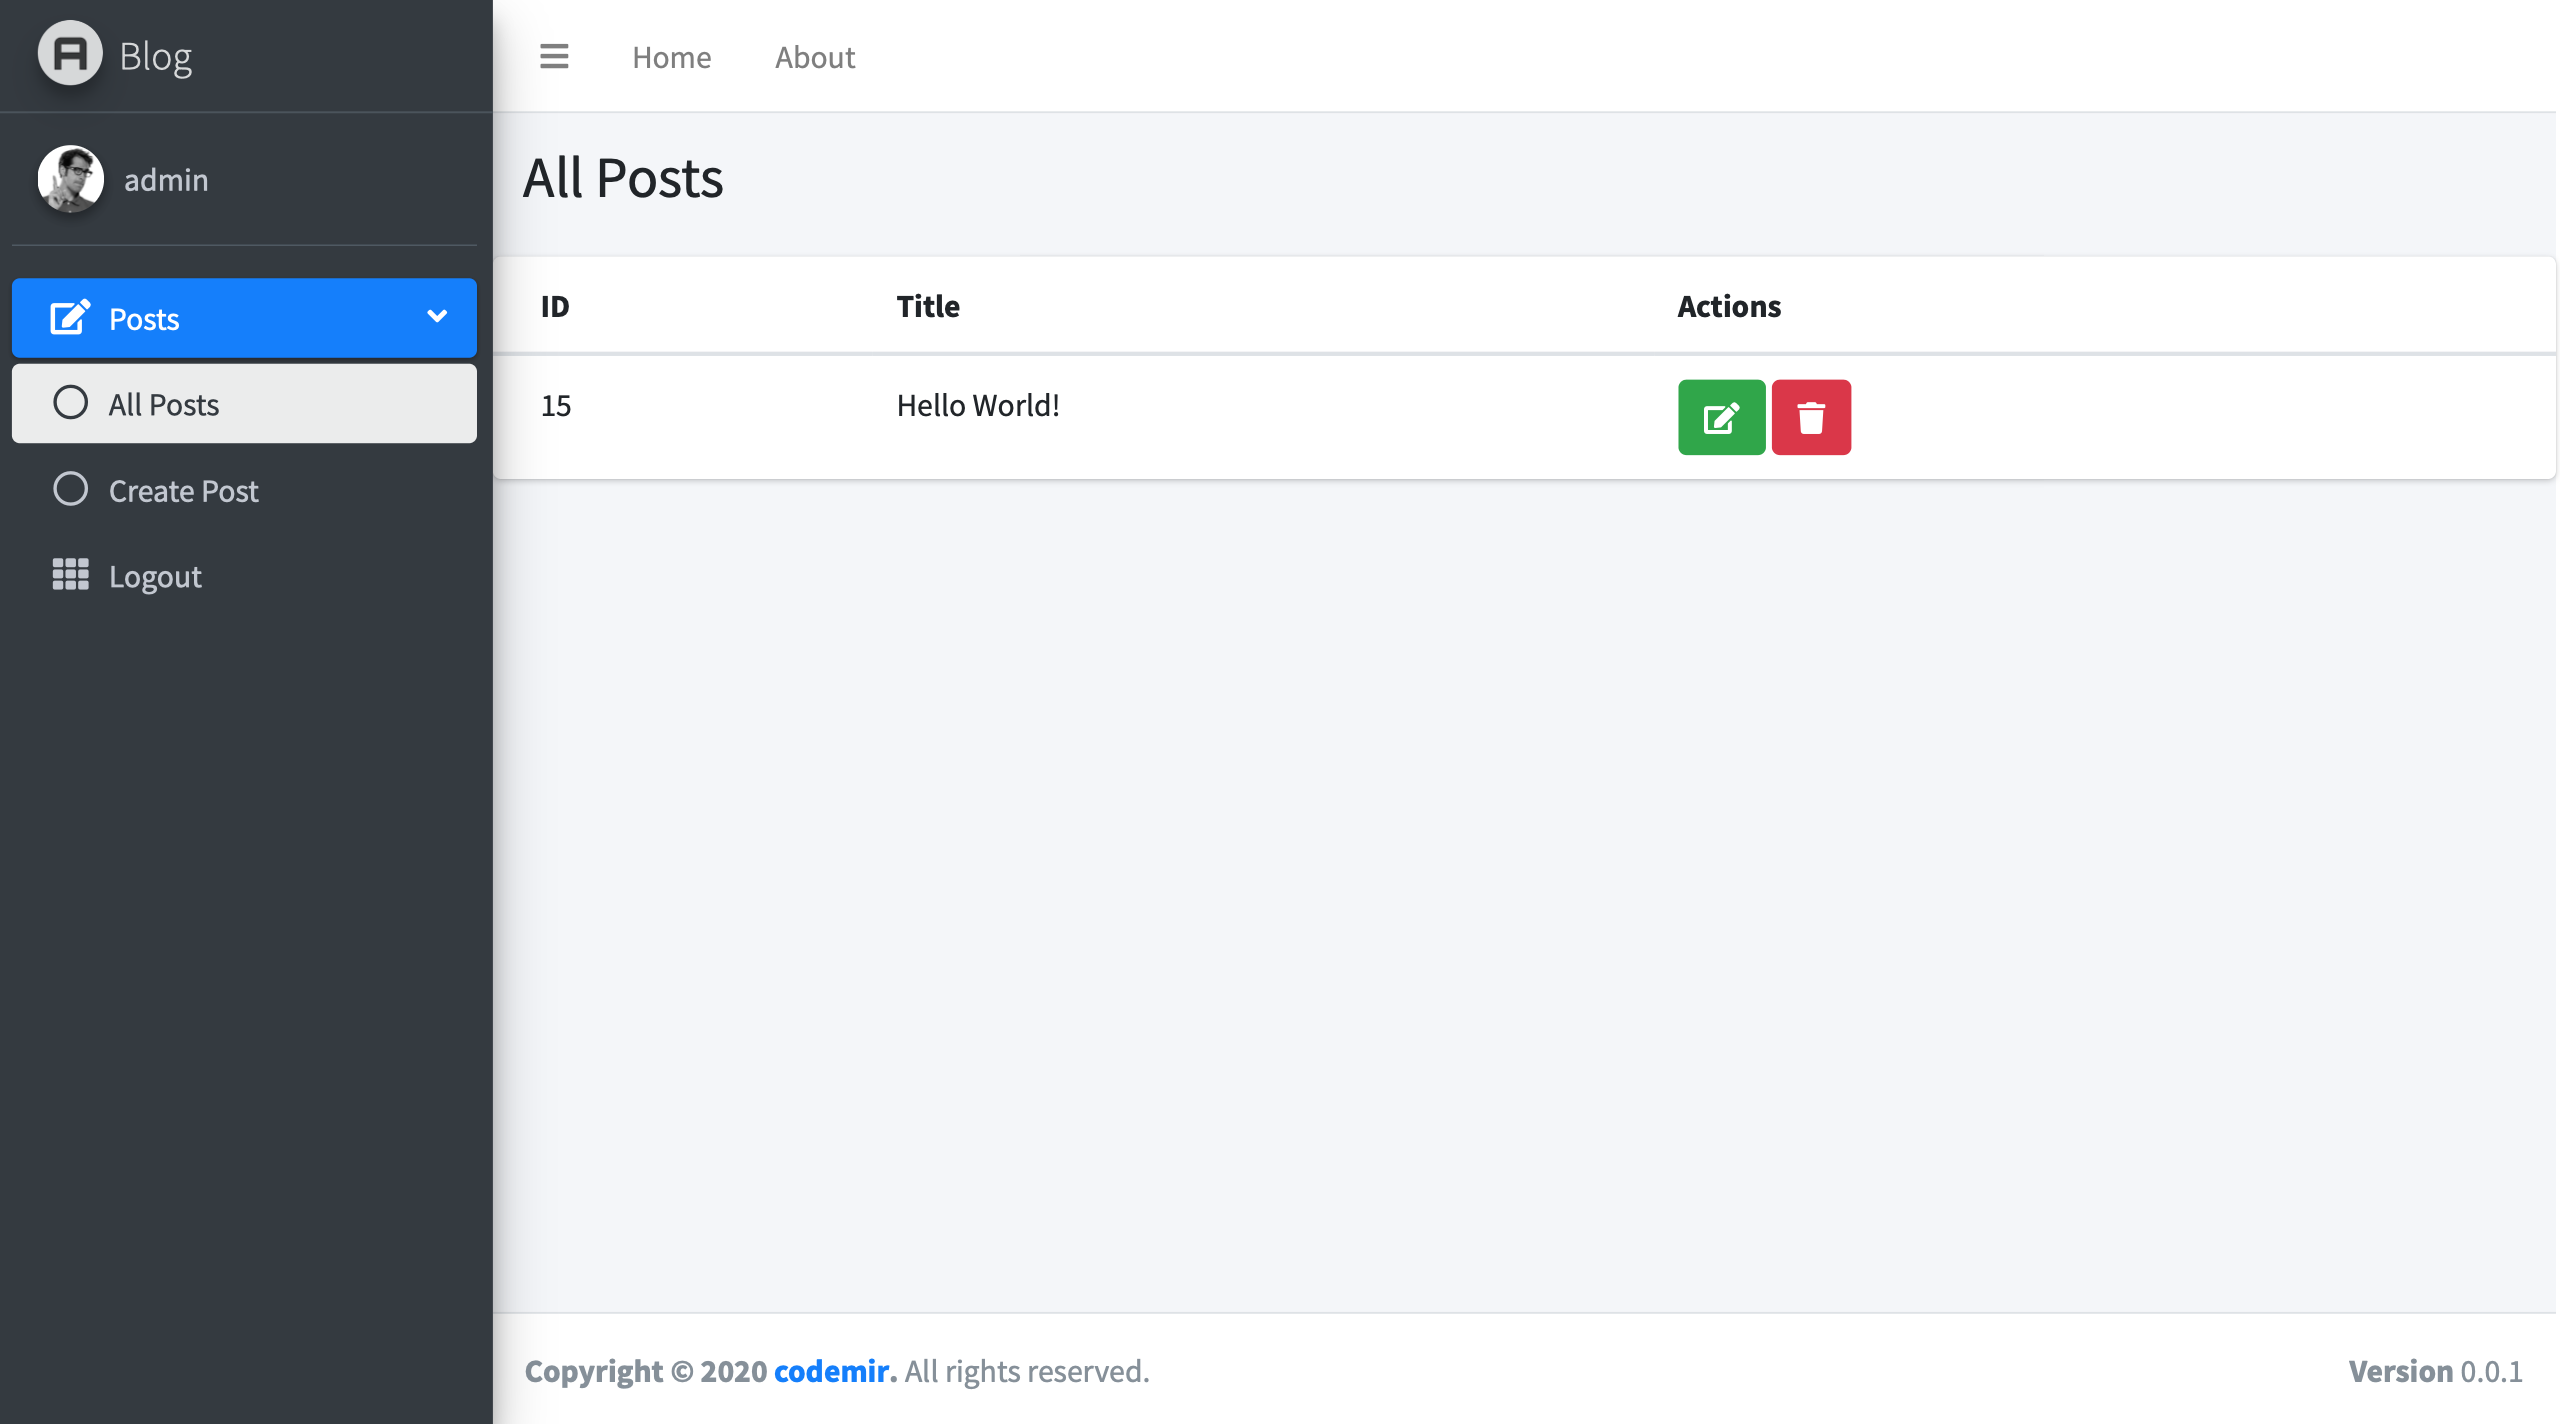 Blog
admin
Posts
All Posts
Create Post
Logout
Home About
All Posts
ID Title Actions
15 Hello World!
Copyright © 2020 codemir. All rights reserved.
Version 0.0.1